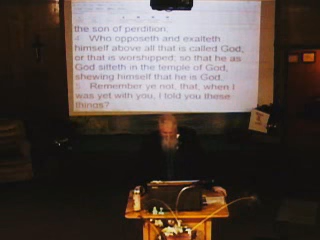 the son of perdition;
4 Who opposeth and exalteth
himself above all that is called God,
or that is worshipped; so that he as
God sitteth in the temple of God,
shewing himself that he is God.
5 Remember ye not, that, when I
was yet with you, I told you these
things?